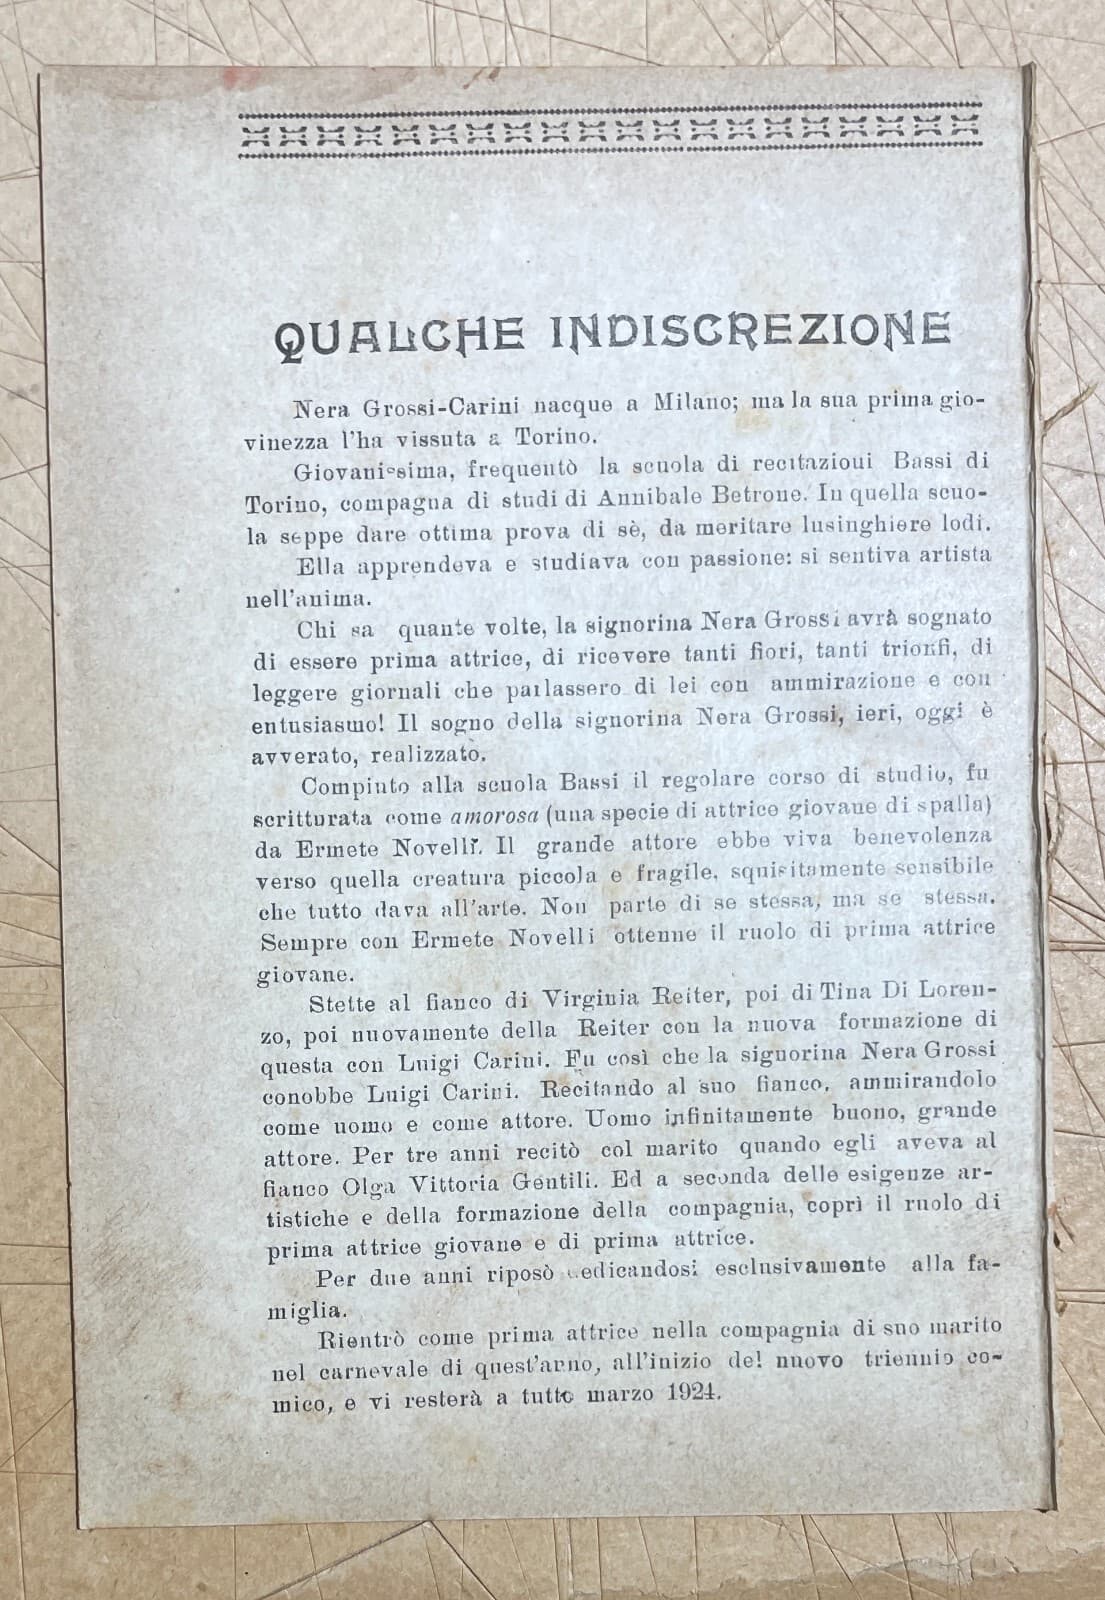 QUALCHE INDISCREZIONE
Nera Grossi-Carini nacque a Milano; ma la sua prima gio-
vinezza l'ha vissuta a Torino.
Giovanissima, frequentò la scuola di recitazioni Bassi di
Torino, compagna di studi di Annibale Betrone. In quella scuo-
la seppe dare ottima prova di sè, da meritare lusinghiere lodi.
Ella apprendeva e studiava con passione: si sentiva artista
nell'anima.
Chi sa quante volte, la signorina Nera Grossi avrà sognato
di essere prima attrice, di ricevere tanti fiori, tanti trionfi, di
leggere giornali che parlassero di lei con ammirazione e con
entusiasmo! Il sogno della signorina Nera Grossi, ieri, oggi è
avverato, realizzato.
Compiuto alla scuola Bassi il regolare corso di studio, fu
scritturata come amorosa (una specie di attrice giovane di spalla)
da Ermete Novelli. Il grande attore ebbe viva benevolenza
verso quella creatura piccola e fragile, squisitamente sensibile
che tutto dava all'arte. Non parte di se stessa, ma se stessa.
Sempre con Ermete Novelli ottenne il ruolo di prima attrice
giovane.
Stette al fianco di Virginia Reiter, poi di Tina Di Loren-
zo, poi nuovamente della Reiter con la nuova formazione di
questa con Luigi Carini. Fu così che la signorina Nera Grossi
conobbe Luigi Carini. Recitando al suo fianco, ammirandolo
come uomo e come attore. Uomo infinitamente buono, grande
attore. Per tre anni recitò col marito quando egli aveva al
fianco Olga Vittoria Gentili. Ed a seconda delle esigenze ar-
tistiche e della formazione della compagnia, coprì il ruolo di
prima attrice giovane e di prima attrice.
Per due anni riposò dedicandosi esclusivamente alla fa-
miglia.
Rientrò come prima attrice nella compagnia di suo marito
nel carnevale di quest'anno, all'inizio del nuovo triennio co-
mico, e vi resterà a tutto marzo 1924.